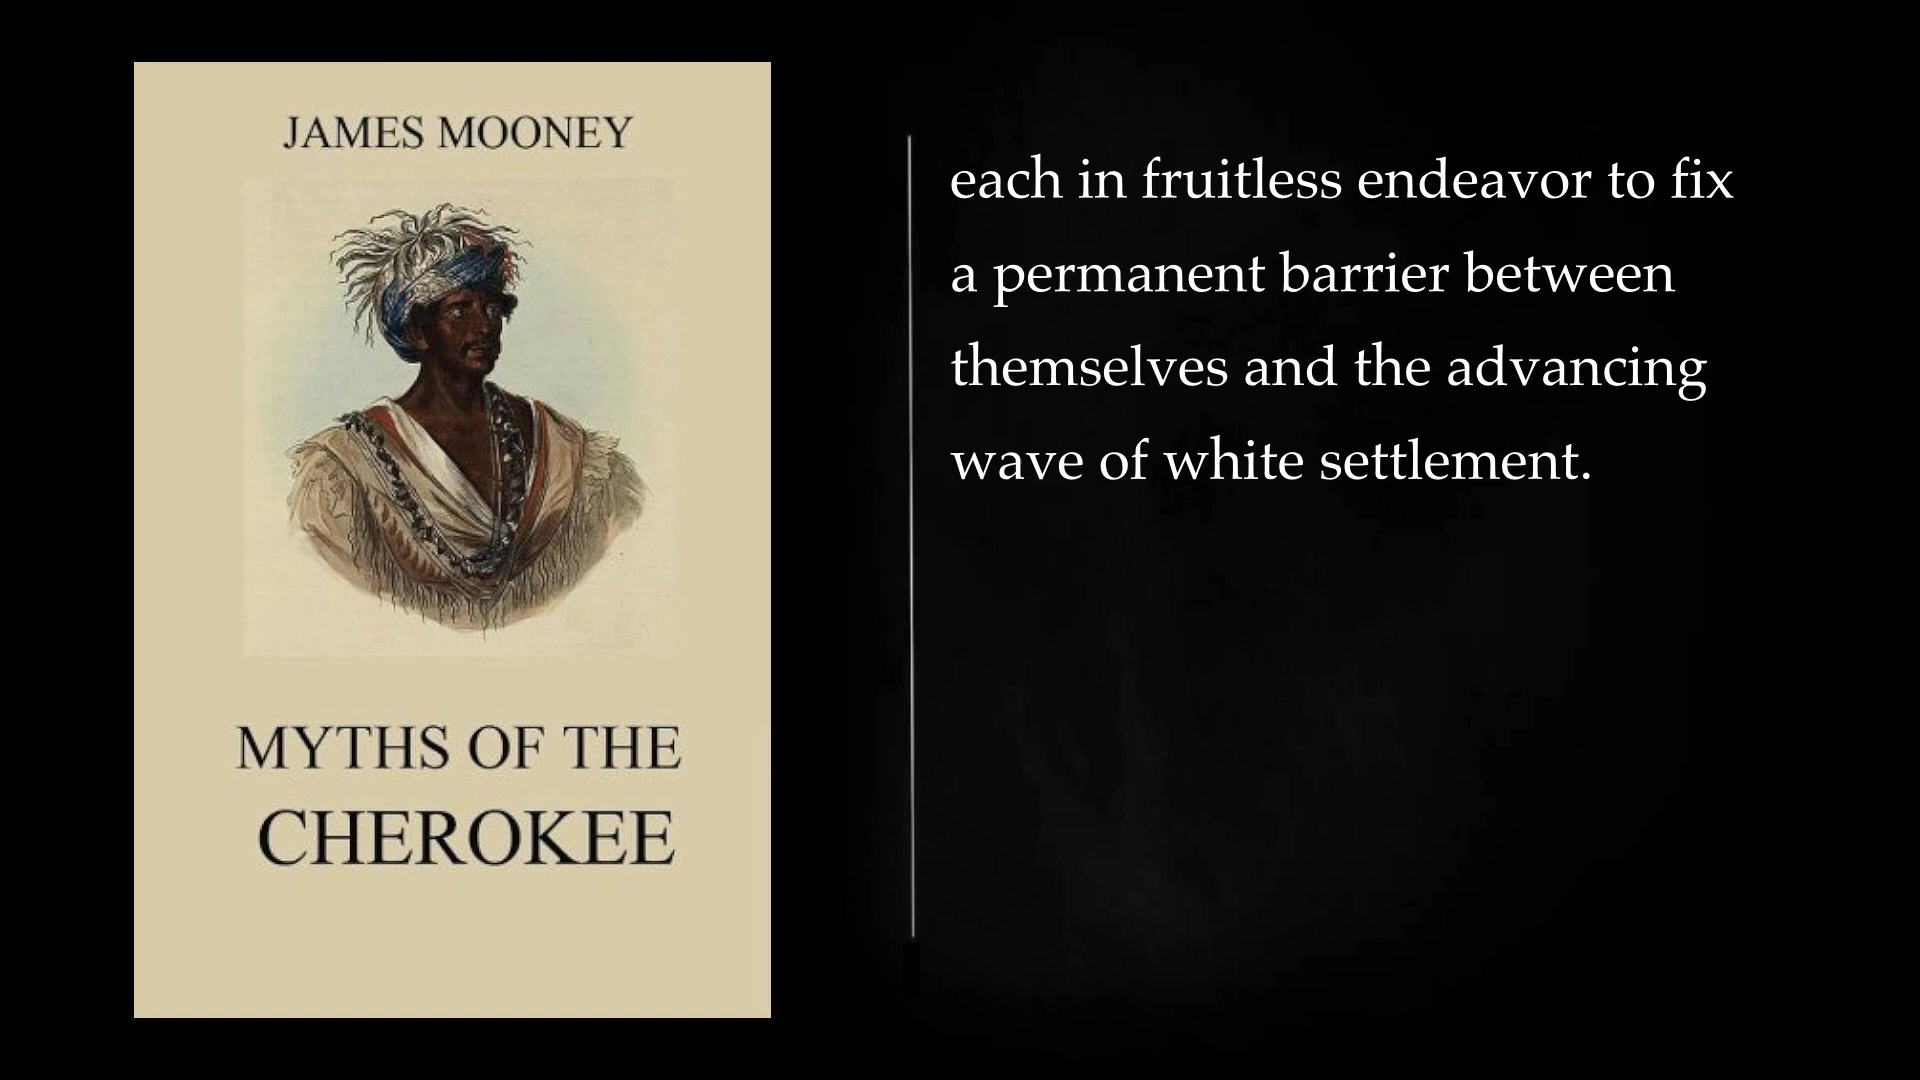 JAMES MOONEY
MYTHS OF THE
CHEROKEE
each in fruitless endeavor to fix
a permanent barrier between
themselves and the advancing
wave of white settlement.